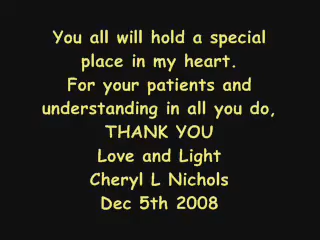 You all will hold a special
place in my heart.
For your patients and
understanding in all you do,
THANK YOU
Love and Light
Cheryl L Nichols
Dec 5th 2008